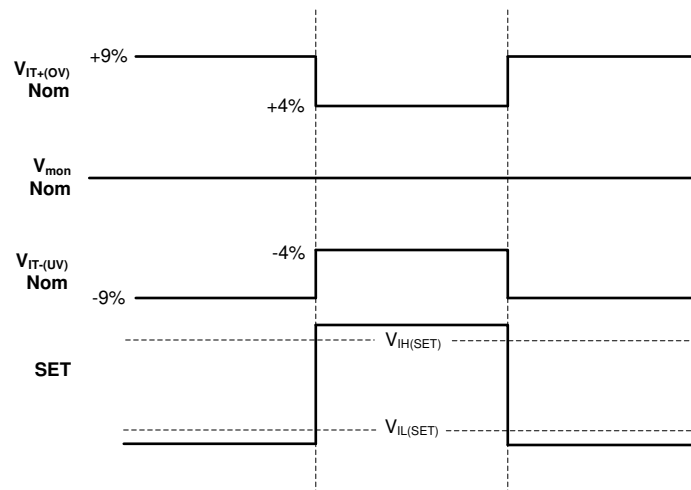 +9%
V_IT+(OV)
Nom
+4%
V_mon
Nom
-4%
V_IT-(UV)
Nom
-9%
V_IH(SET)
SET
V_IL(SET)